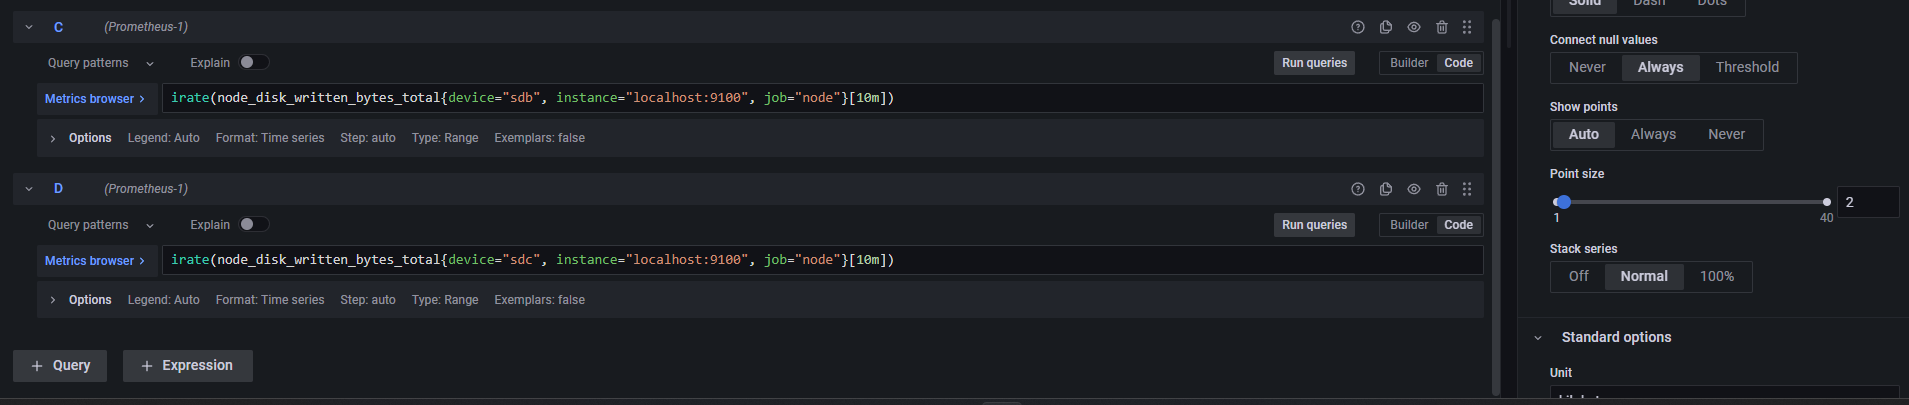 C (Prometheus-1)
Query patterns Explain Run queries Builder Code
Metrics browser > irate(node_disk_written_bytes_total{device="sdb", instance="localhost:9100", job="node"}[10m])
> Options Legend: Auto Format: Time series Step: auto Type: Range Exemplars: false
D (Prometheus-1)
Query patterns Explain Run queries Builder Code
Metrics browser > irate(node_disk_written_bytes_total{device="sdc", instance="localhost:9100", job="node"}[10m])
> Options Legend: Auto Format: Time series Step: auto Type: Range Exemplars: false
+ Query + Expression
Solid Dash Dots
Connect null values
Never Always Threshold
Show points
Auto Always Never
Point size
2
1 40
Stack series
Off Normal 100%
Standard options
Unit